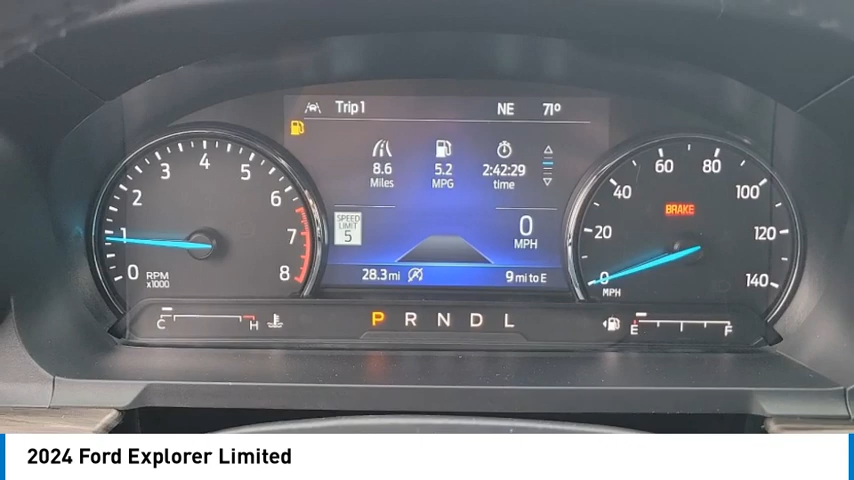 Trip 1 NE 71°
8.6 5.2 2:42:29
Miles MPG time
SPEED
LIMIT
5
0
MPH
28.3 mi 9 mi to E
0 1 2 3 4 5 6 7 8
RPM
x1000
0 20 40 60 80 100 120 140
BRAKE
MPH
C H
P R N D L
E F
2024 Ford Explorer Limited